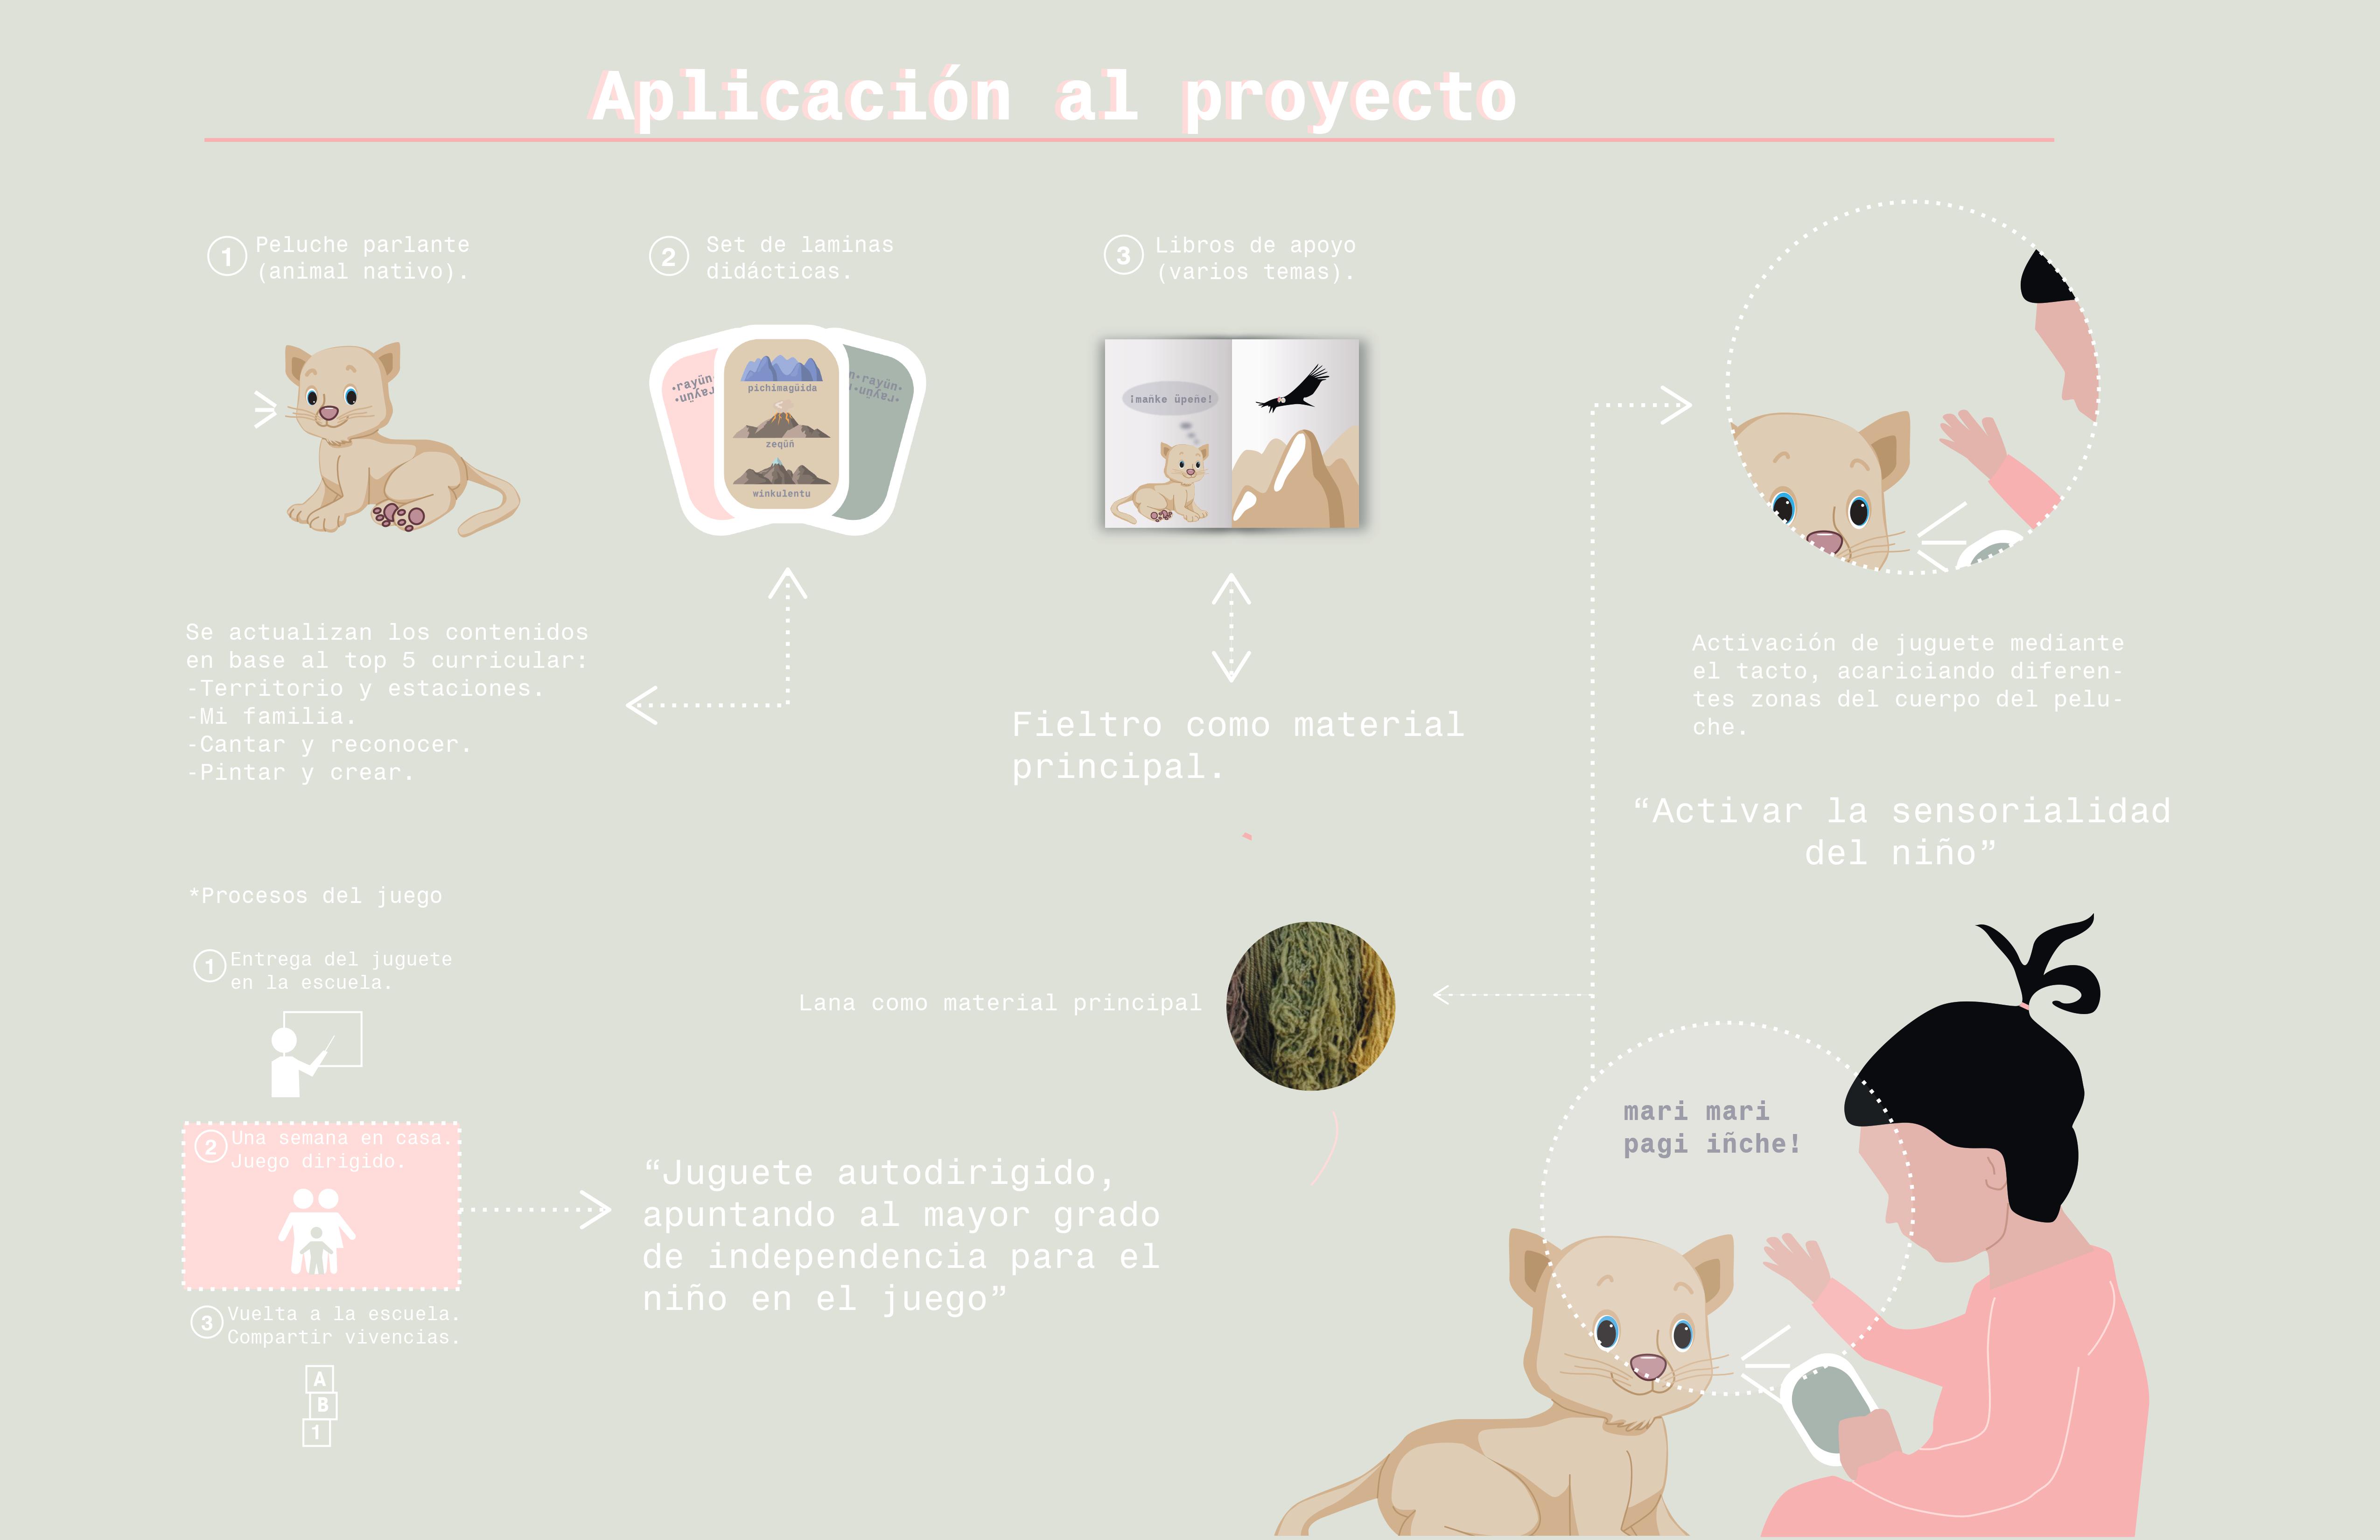 Aplicación al proyecto
1 Peluche parlante
(animal nativo).
2 Set de laminas
didácticas.
3 Libros de apoyo
(varios temas).
•rayün
•rayün
n•rayün•
n•rayün•
pichimagüida
zeqüñ
winkulentu
¡mañke üpeñe!
Se actualizan los contenidos
en base al top 5 curricular:
-Territorio y estaciones.
-Mi familia.
-Cantar y reconocer.
-Pintar y crear.
Fieltro como material
principal.
Activación de juguete mediante
el tacto, acariciando diferen-
tes zonas del cuerpo del pelu-
che.
“Activar la sensorialidad
del niño”
*Procesos del juego
1 Entrega del juguete
en la escuela.
2 Una semana en casa.
Juego dirigido.
3 Vuelta a la escuela.
Compartir vivencias.
A
B
1
Lana como material principal
“Juguete autodirigido,
apuntando al mayor grado
de independencia para el
niño en el juego”
mari mari
pagi iñche!